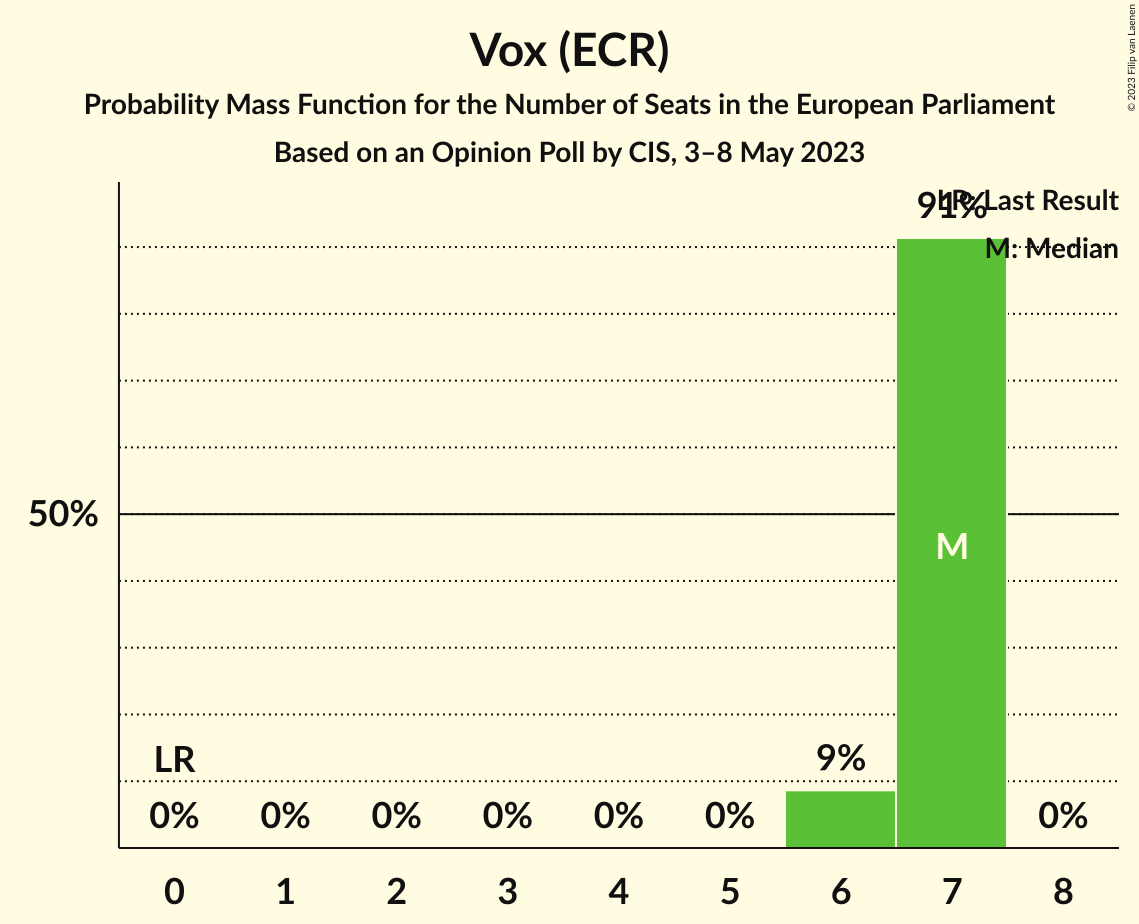 Vox (ECR)
Probability Mass Function for the Number of Seats in the European Parliament
Based on an Opinion Poll by CIS, 3–8 May 2023
© 2023 Filip van Laenen
LR: Last Result
M: Median
91%
50%
M
LR
9%
0% 0% 0% 0% 0% 0% 0%
0 1 2 3 4 5 6 7 8